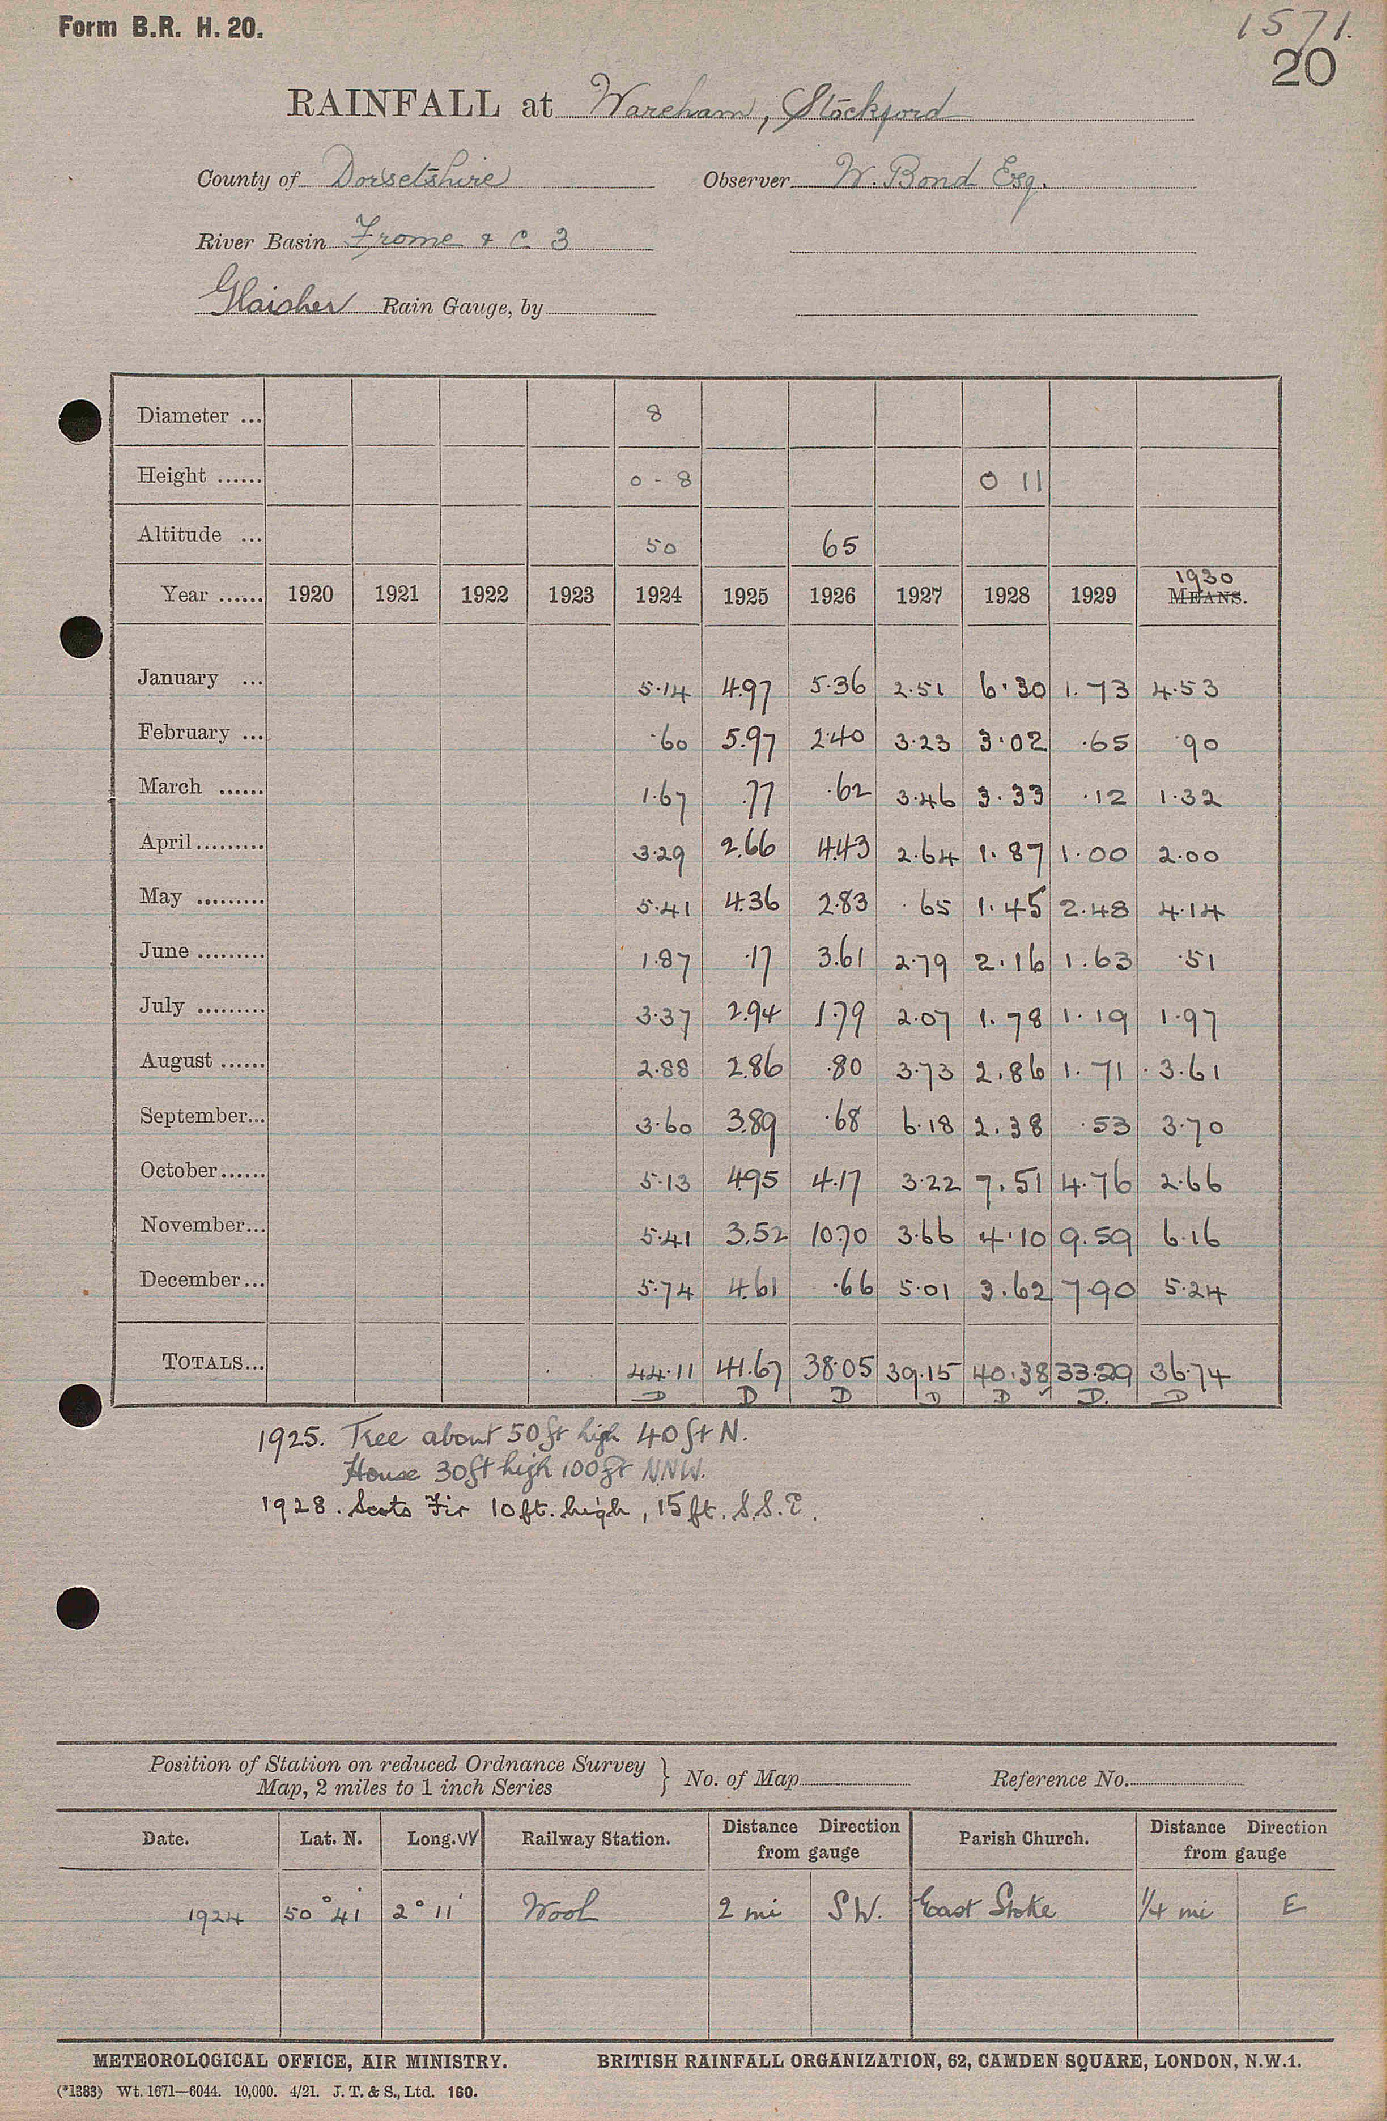 Form B.R. H. 20.
1571.
20
RAINFALL at Wareham, Stockford
County of Dorsetshire Observer W. Bond Esq.
River Basin Frome & C 3
Glaisher Rain Gauge, by
Diameter ... 8
Height ...... 0 - 8 0 11
Altitude ... 50 65
Year ...... 1920 1921 1922 1923 1924 1925 1926 1927 1928 1929 1930 MEANS.
January ... 5.14 4.97 5.36 2.51 6.30 1.73 4.53
February ... .60 5.97 2.40 3.23 3.02 .65 .90
March ...... 1.67 .77 .62 3.46 3.33 .12 1.32
April ......... 3.29 2.66 4.43 2.64 1.87 1.00 2.00
May ......... 5.41 4.36 2.83 .65 1.45 2.48 4.14
June ......... 1.87 .17 3.61 2.79 2.16 1.63 .51
July ......... 3.37 2.94 1.79 2.07 1.78 1.19 1.97
August ...... 2.88 2.86 .80 3.73 2.86 1.71 3.61
September... 3.60 3.89 .68 6.18 2.38 .53 3.70
October...... 5.13 4.95 4.17 3.22 7.51 4.76 2.66
November... 5.41 3.52 10.70 3.66 4.10 9.59 6.16
December... 5.74 4.61 .66 5.01 3.62 7.90 5.24
TOTALS... 44.11 41.67 38.05 39.15 40.38 33.29 36.74
D D D D D D. D
1925. Tree about 50ft high 40ft N.
House 30ft high 100ft NNW.
1928. Scots Fir 10ft. high, 15ft. S.S.E.
Position of Station on reduced Ordnance Survey
Map, 2 miles to 1 inch Series } No. of Map Reference No.
Date. Lat. N. Long. W Railway Station. Distance Direction from gauge Parish Church. Distance Direction from gauge
1924 50° 41' 2° 11' Wool 2 mi SW. East Stoke 1/4 mi E
METEOROLOGICAL OFFICE, AIR MINISTRY. BRITISH RAINFALL ORGANIZATION, 62, CAMDEN SQUARE, LONDON, N.W.1.
(*1383) Wt. 1671—6044. 10,000. 4/21. J. T. & S., Ltd. 160.